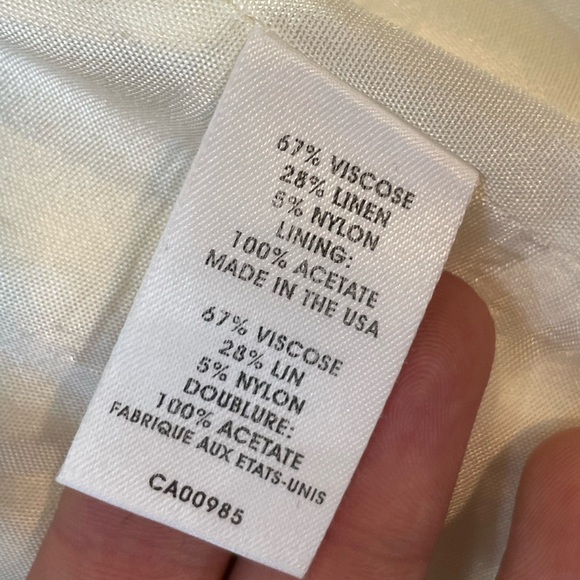 67% VISCOSE
28% LINEN
5% NYLON
LINING:
100% ACETATE
MADE IN THE USA
67% VISCOSE
28% LIN
5% NYLON
DOUBLURE:
100% ACETATE
FABRIQUE AUX ETATS-UNIS
CA00985